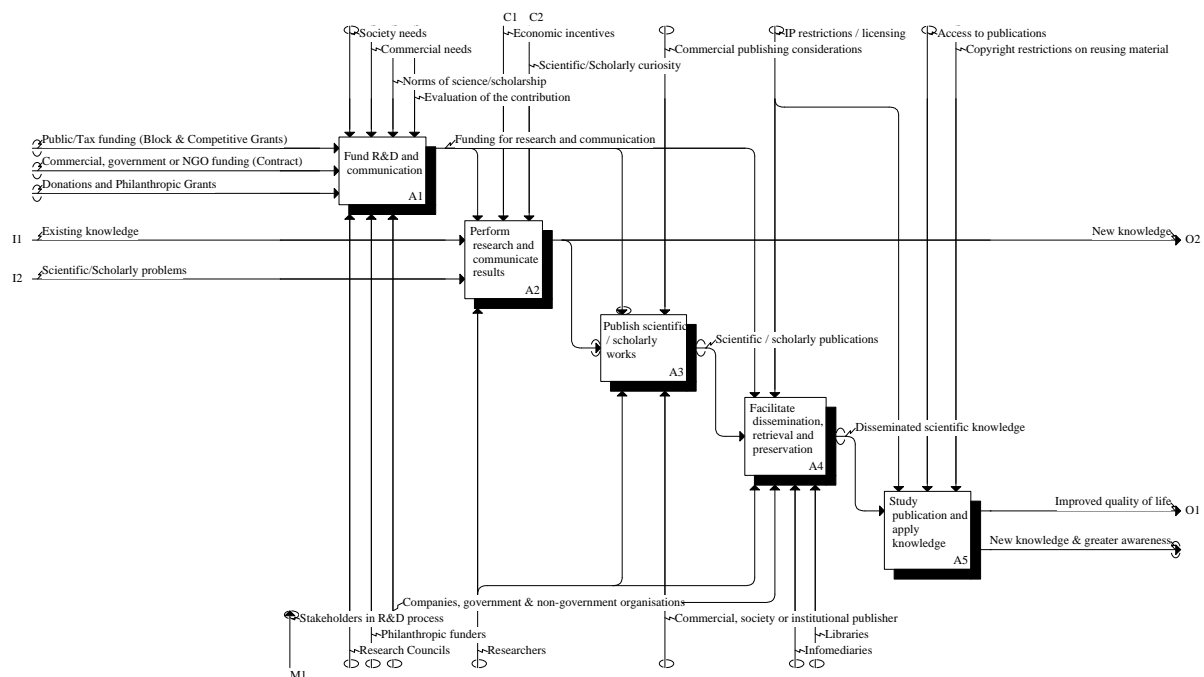 C1 C2
Society needs
Economic incentives
IP restrictions / licensing
Access to publications
Commercial needs
Commercial publishing considerations
Copyright restrictions on reusing material
Scientific/Scholarly curiosity
Norms of science/scholarship
Evaluation of the contribution
Public/Tax funding (Block & Competitive Grants)
Funding for research and communication
Fund R&D and
communication
A1
Commercial, government or NGO funding (Contract)
Donations and Philanthropic Grants
I1
Existing knowledge
Perform
research and
communicate
results
A2
New knowledge
O2
I2
Scientific/Scholarly problems
Publish scientific
/ scholarly
works
A3
Scientific / scholarly publications
Facilitate
dissemination,
retrieval and
preservation
A4
Disseminated scientific knowledge
Study
publication and
apply
knowledge
A5
Improved quality of life
O1
New knowledge & greater awareness
Companies, government & non-government organisations
Stakeholders in R&D process
Commercial, society or institutional publisher
Philanthropic funders
Libraries
Research Councils
Researchers
Infomediaries
M1